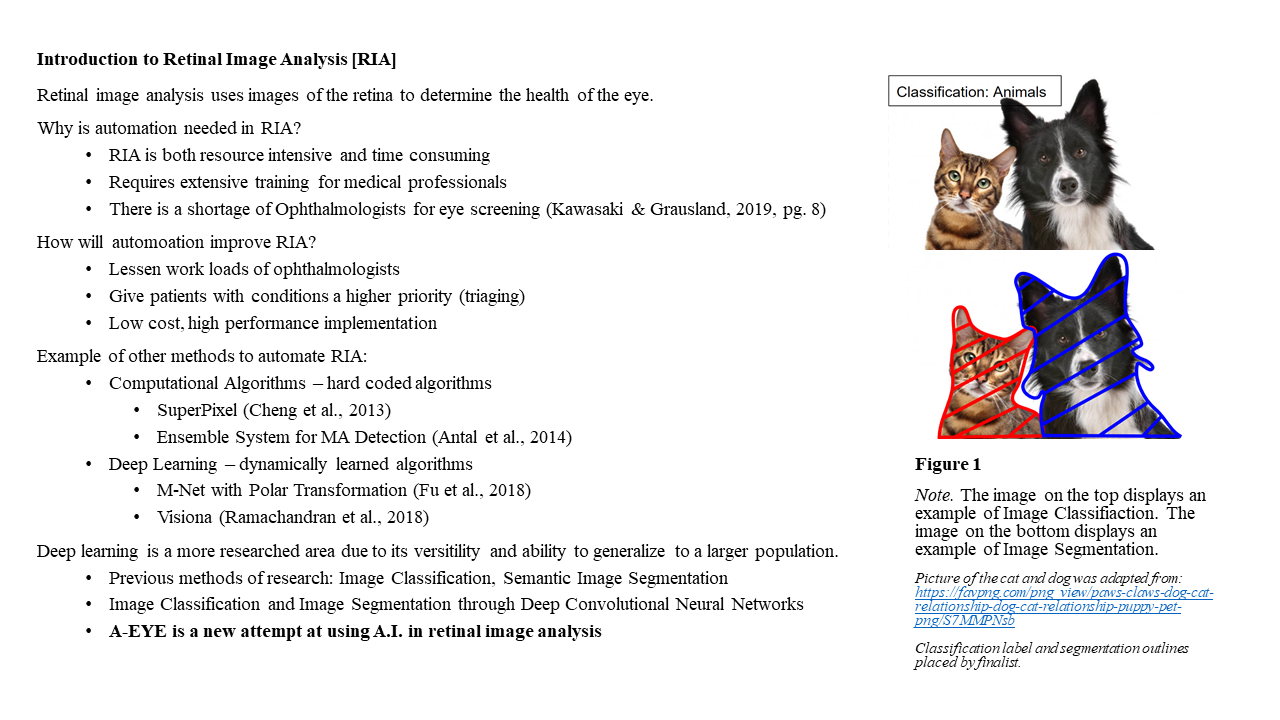 Introduction to Retinal Image Analysis [RIA]
Retinal image analysis uses images of the retina to determine the health of the eye.
Why is automation needed in RIA?
• RIA is both resource intensive and time consuming
• Requires extensive training for medical professionals
• There is a shortage of Ophthalmologists for eye screening (Kawasaki & Grausland, 2019, pg. 8)
How will automoation improve RIA?
• Lessen work loads of ophthalmologists
• Give patients with conditions a higher priority (triaging)
• Low cost, high performance implementation
Example of other methods to automate RIA:
• Computational Algorithms – hard coded algorithms
• SuperPixel (Cheng et al., 2013)
• Ensemble System for MA Detection (Antal et al., 2014)
• Deep Learning – dynamically learned algorithms
• M-Net with Polar Transformation (Fu et al., 2018)
• Visiona (Ramachandran et al., 2018)
Deep learning is a more researched area due to its versitility and ability to generalize to a larger population.
• Previous methods of research: Image Classification, Semantic Image Segmentation
• Image Classification and Image Segmentation through Deep Convolutional Neural Networks
• A-EYE is a new attempt at using A.I. in retinal image analysis
Classification: Animals
Figure 1
Note. The image on the top displays an
example of Image Classifiaction. The
image on the bottom displays an
example of Image Segmentation.
Picture of the cat and dog was adapted from:
https://favpng.com/png_view/paws-claws-dog-cat-
relationship-dog-cat-relationship-puppy-pet-
png/S7MMPNsb
Classification label and segmentation outlines
placed by finalist.